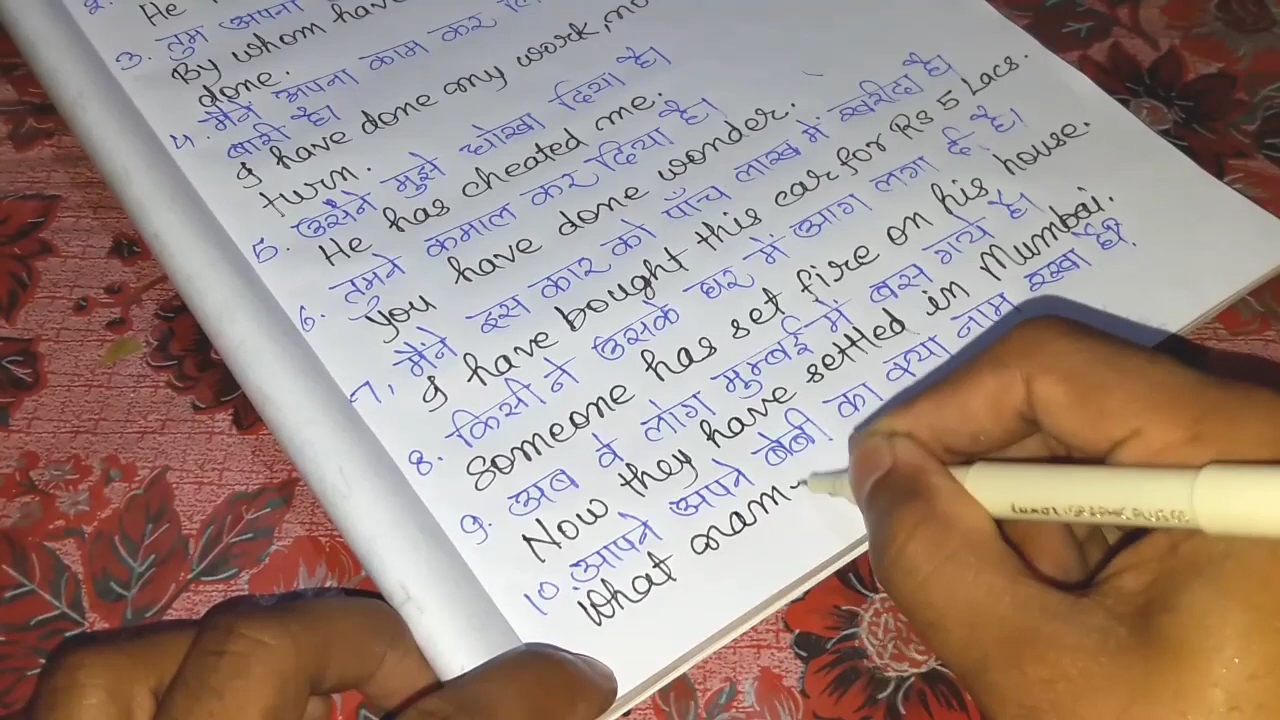 2.
He
3. तुम अपना
By whom have
done.
4. मैंने अपना काम कर
बारी है।
I have done my work, no
turn.
5. उसने मुझे धोखा दिया है।
He has cheated me.
6. तुमने कमाल कर दिया है।
you have done wonder.
7. मैंने इस कार को पाँच लाख में खरीदा है।
I have bought this car for Rs 5 Lacs.
8. किसी ने उसके घर में आग लगा दी है।
Someone has set fire on his house.
9. अब वे लोग मुम्बई में बस गये है।
Now they have settled in Mumbai.
10. आपने अपने बेबी का क्या नाम रखा है?
What nam